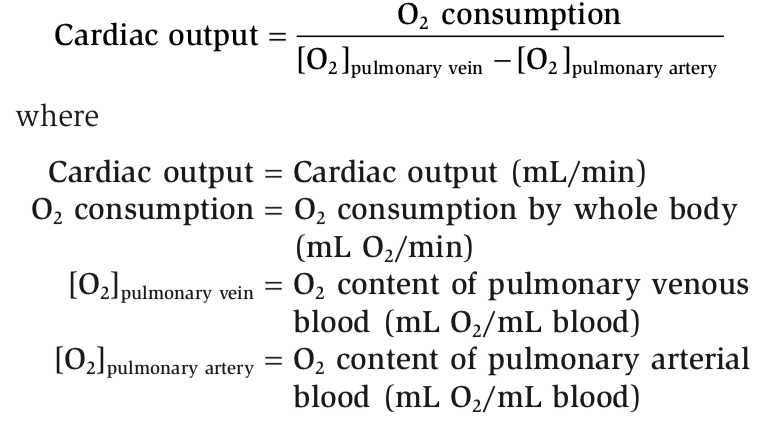 O₂ consumption
Cardiac output =
[O₂]pulmonary vein − [O₂]pulmonary artery
where
Cardiac output = Cardiac output (mL/min)
O₂ consumption = O₂ consumption by whole body
(mL O₂/min)
[O₂]pulmonary vein = O₂ content of pulmonary venous
blood (mL O₂/mL blood)
[O₂]pulmonary artery = O₂ content of pulmonary arterial
blood (mL O₂/mL blood)